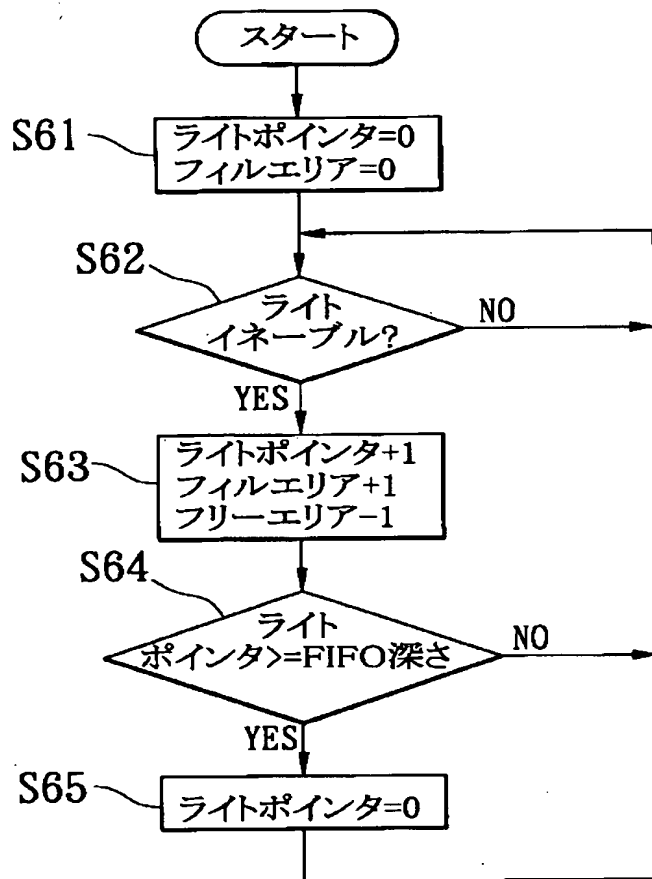 スタート
S61
ライトポインタ=0
フィルエリア=0
S62
ライト
イネーブル?
NO
YES
S63
ライトポインタ+1
フィルエリア+1
フリーエリア−1
S64
ライト
ポインタ>=FIFO深さ
NO
YES
S65
ライトポインタ=0